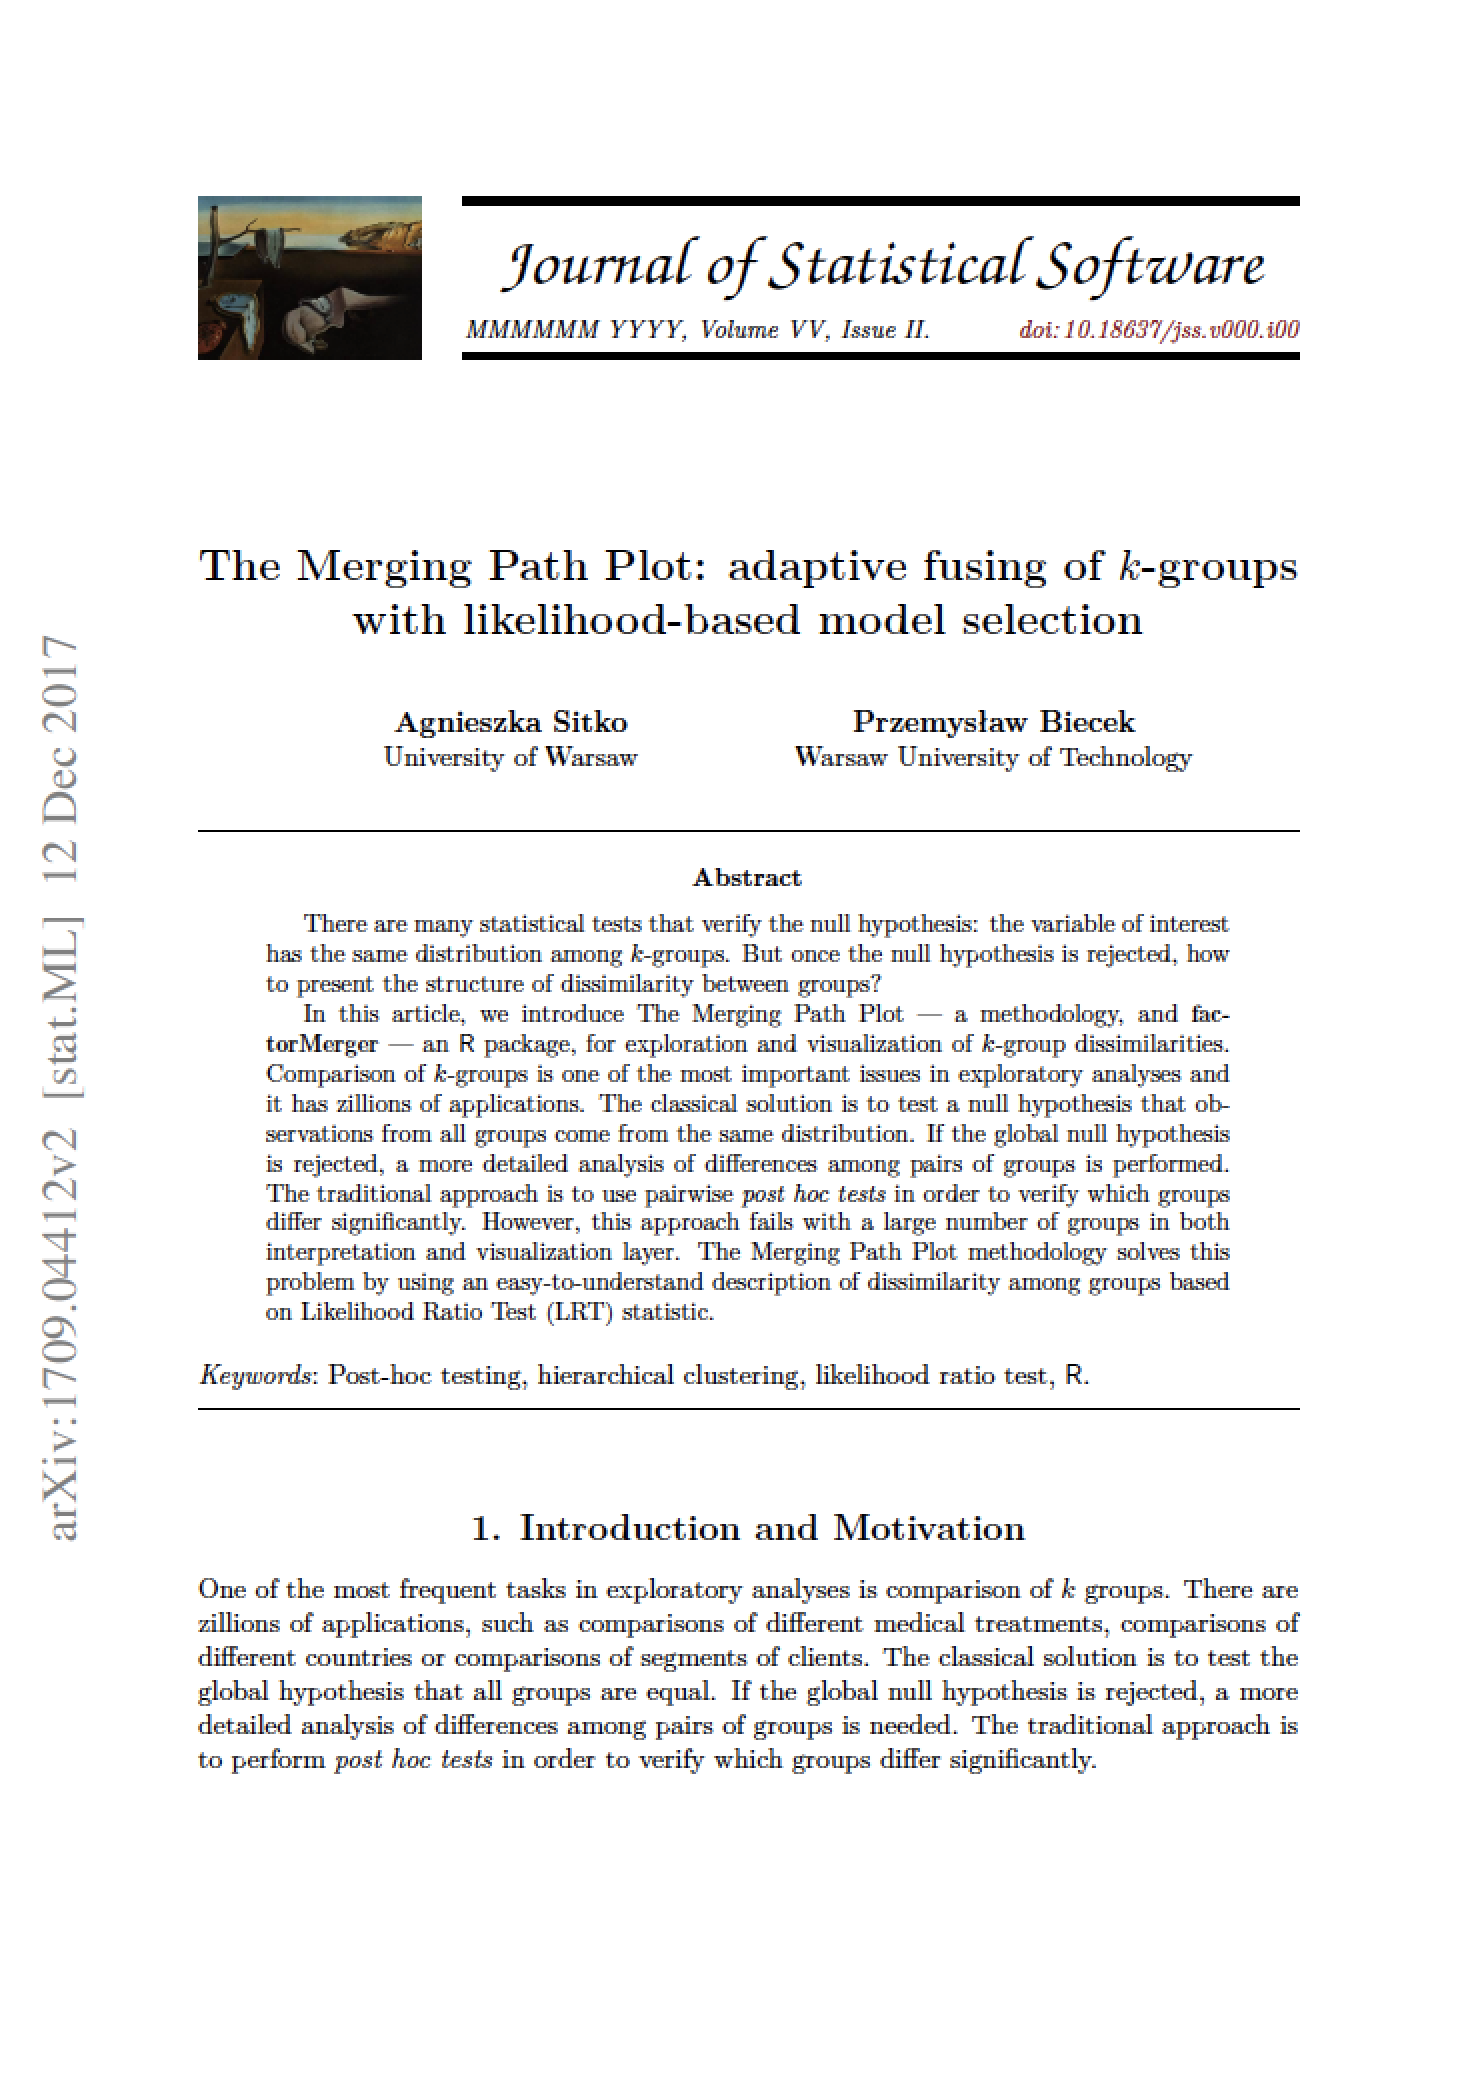 Journal of Statistical Software
MMMMMM YYYY, Volume VV, Issue II.
doi:10.18637/jss.v000.i00
The Merging Path Plot: adaptive fusing of k-groups
with likelihood-based model selection
Agnieszka Sitko
University of Warsaw
Przemysław Biecek
Warsaw University of Technology
Abstract
There are many statistical tests that verify the null hypothesis: the variable of interest
has the same distribution among k-groups. But once the null hypothesis is rejected, how
to present the structure of dissimilarity between groups?
In this article, we introduce The Merging Path Plot — a methodology, and fac-
torMerger — an R package, for exploration and visualization of k-group dissimilarities.
Comparison of k-groups is one of the most important issues in exploratory analyses and
it has zillions of applications. The classical solution is to test a null hypothesis that ob-
servations from all groups come from the same distribution. If the global null hypothesis
is rejected, a more detailed analysis of differences among pairs of groups is performed.
The traditional approach is to use pairwise post hoc tests in order to verify which groups
differ significantly. However, this approach fails with a large number of groups in both
interpretation and visualization layer. The Merging Path Plot methodology solves this
problem by using an easy-to-understand description of dissimilarity among groups based
on Likelihood Ratio Test (LRT) statistic.
Keywords: Post-hoc testing, hierarchical clustering, likelihood ratio test, R.
1. Introduction and Motivation
One of the most frequent tasks in exploratory analyses is comparison of k groups. There are
zillions of applications, such as comparisons of different medical treatments, comparisons of
different countries or comparisons of segments of clients. The classical solution is to test the
global hypothesis that all groups are equal. If the global null hypothesis is rejected, a more
detailed analysis of differences among pairs of groups is needed. The traditional approach is
to perform post hoc tests in order to verify which groups differ significantly.
arXiv:1709.04412v2 [stat.ML] 12 Dec 2017